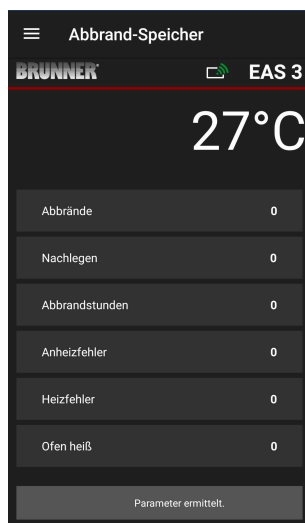 Abbrand-Speicher
BRUNNER EAS 3
27°C
Abbrände 0
Nachlegen 0
Abbrandstunden 0
Anheizfehler 0
Heizfehler 0
Ofen heiß 0
Parameter ermittelt.